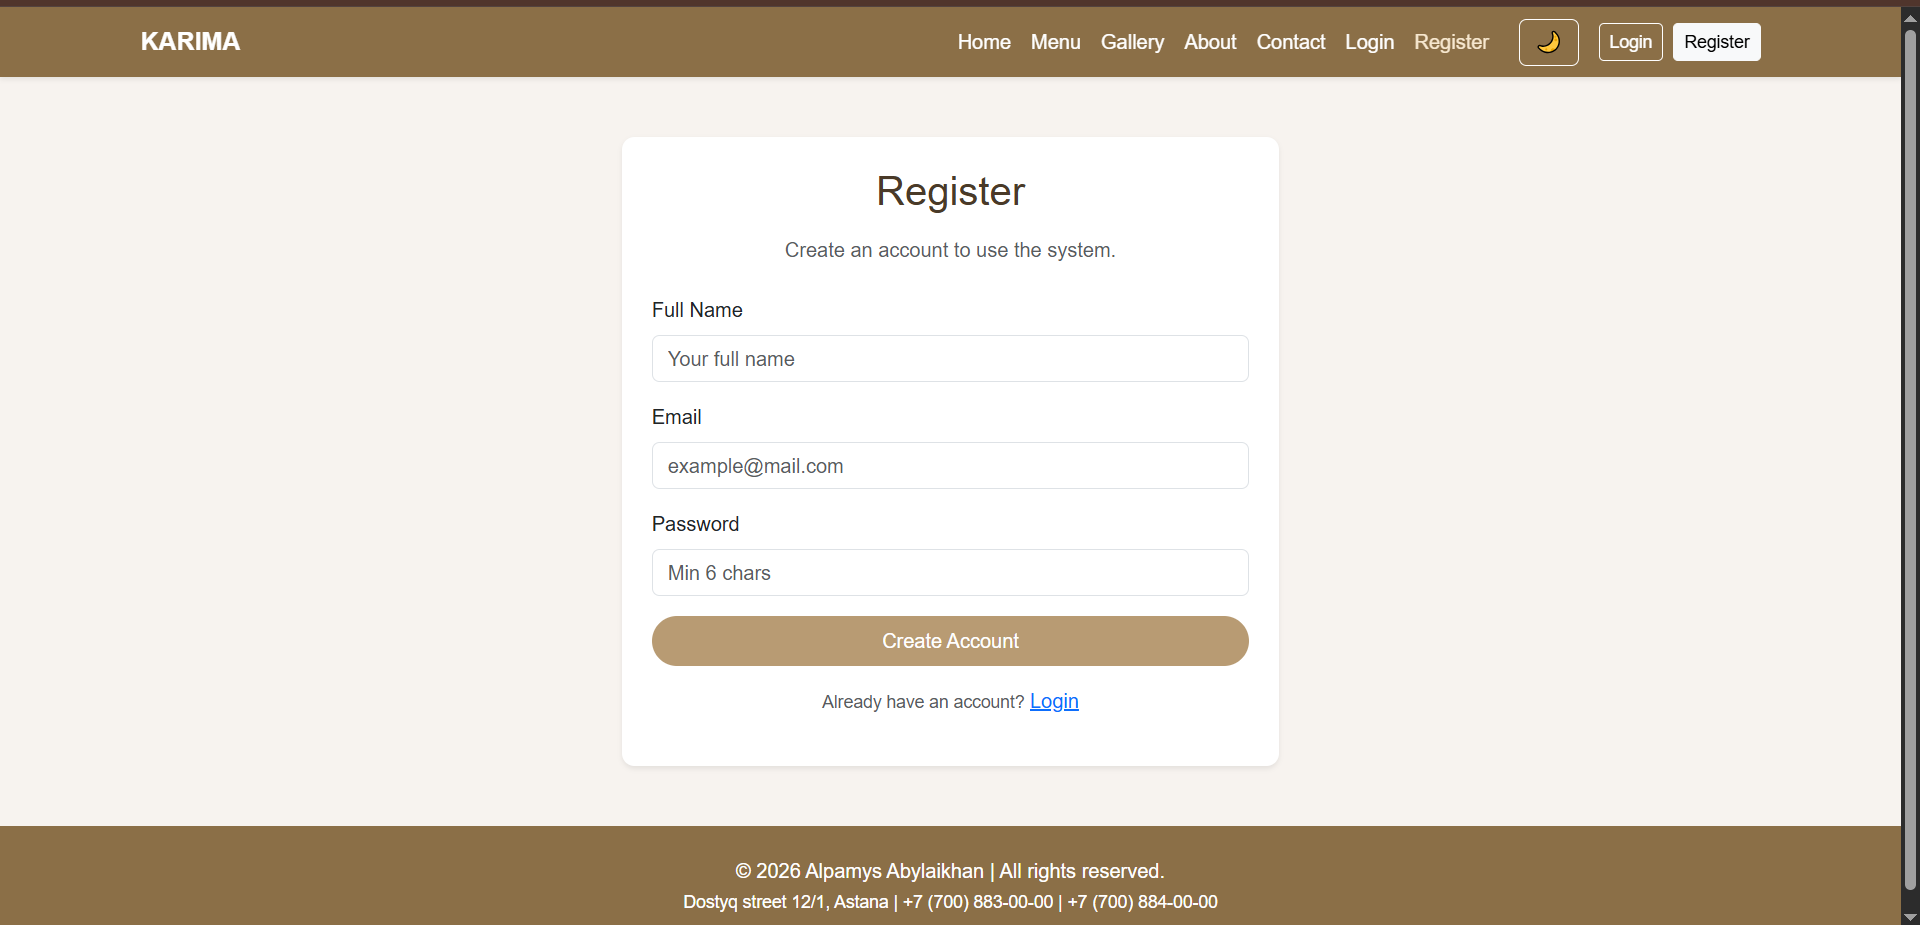 KARIMA Home Menu Gallery About Contact Login Register Login Register
Register
Create an account to use the system.
Full Name
Your full name
Email
example@mail.com
Password
Min 6 chars
Create Account
Already have an account? Login
© 2026 Alpamys Abylaikhan | All rights reserved.
Dostyq street 12/1, Astana | +7 (700) 883-00-00 | +7 (700) 884-00-00